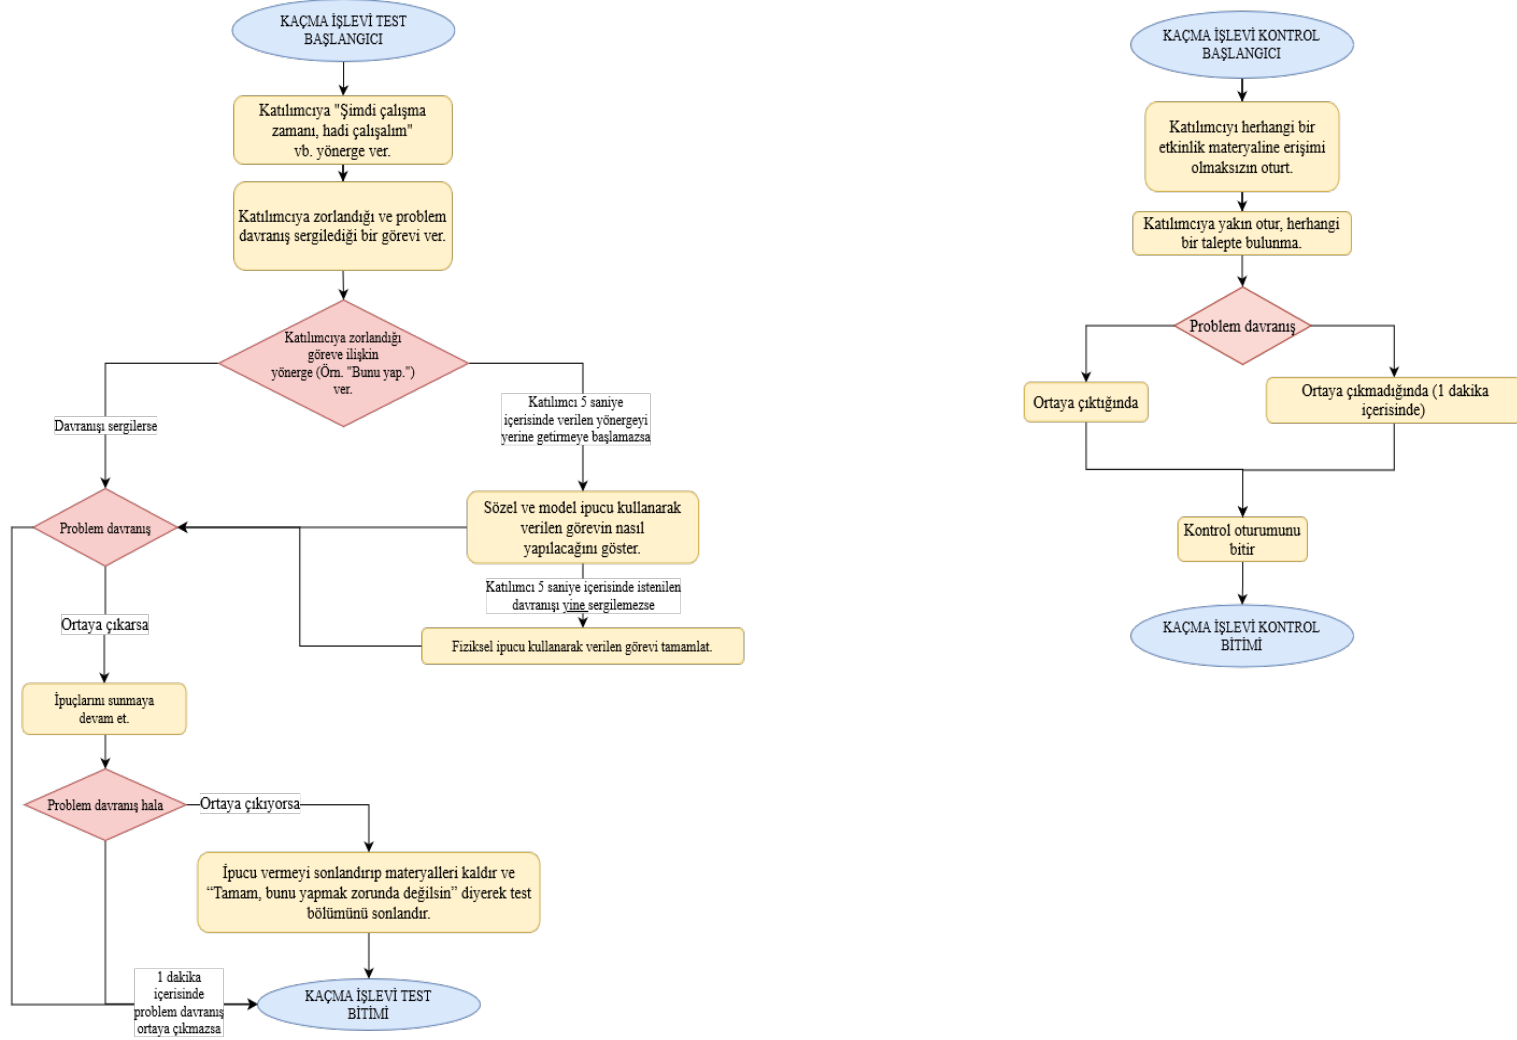 KAÇMA İŞLEVİ TEST
BAŞLANGICI
Katılımcıya "Şimdi çalışma
zamanı, hadi çalışalım"
vb. yönerge ver.
Katılımcıya zorlandığı ve problem
davranış sergilediği bir görevi ver.
Katılımcıya zorlandığı
göreve ilişkin
yönerge (Örn. "Bunu yap.")
ver.
Davranışı sergilerse
Katılımcı 5 saniye
içerisinde verilen yönergeyi
yerine getirmeye başlamazsa
Problem davranış
Sözel ve model ipucu kullanarak
verilen görevin nasıl
yapılacağını göster.
Katılımcı 5 saniye içerisinde istenilen
davranışı yine sergilemezse
Fiziksel ipucu kullanarak verilen görevi tamamlat.
Ortaya çıkarsa
İpuçlarını sunmaya
devam et.
Problem davranış hala
Ortaya çıkıyorsa
İpucu vermeyi sonlandırıp materyalleri kaldır ve
“Tamam, bunu yapmak zorunda değilsin” diyerek test
bölümünü sonlandır.
1 dakika
içerisinde
problem davranış
ortaya çıkmazsa
KAÇMA İŞLEVİ TEST
BİTİMİ
KAÇMA İŞLEVİ KONTROL
BAŞLANGICI
Katılımcıyı herhangi bir
etkinlik materyaline erişimi
olmaksızın oturt.
Katılımcıya yakın otur, herhangi
bir talepte bulunma.
Problem davranış
Ortaya çıktığında
Ortaya çıkmadığında (1 dakika
içerisinde)
Kontrol oturumunu
bitir
KAÇMA İŞLEVİ KONTROL
BİTİMİ